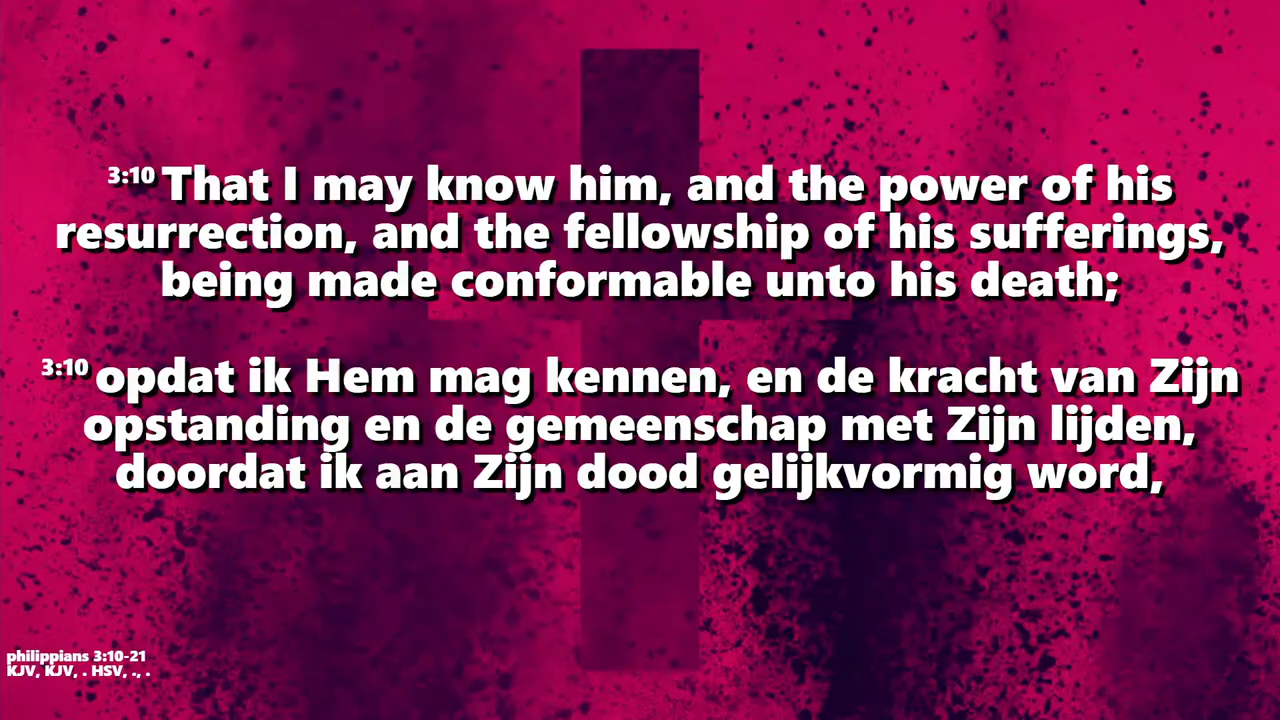 3:10 That I may know him, and the power of his
resurrection, and the fellowship of his sufferings,
being made conformable unto his death;
3:10 opdat ik Hem mag kennen, en de kracht van Zijn
opstanding en de gemeenschap met Zijn lijden,
doordat ik aan Zijn dood gelijkvormig word,
philippians 3:10-21
KJV, KJV, . HSV, ., .